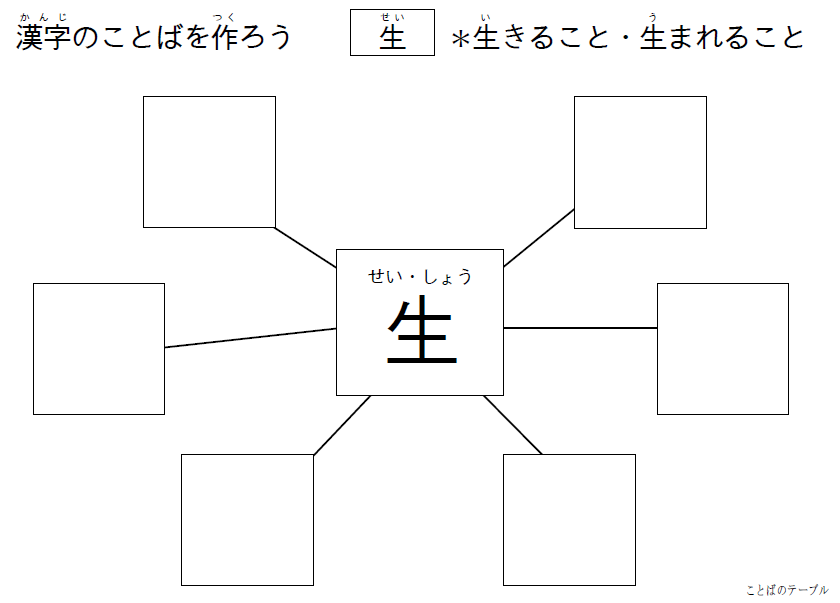 かんじ つく せい い う
漢字のことばを作ろう 生 ＊生きること・生まれること
せい・しょう
生
ことばのテーブル